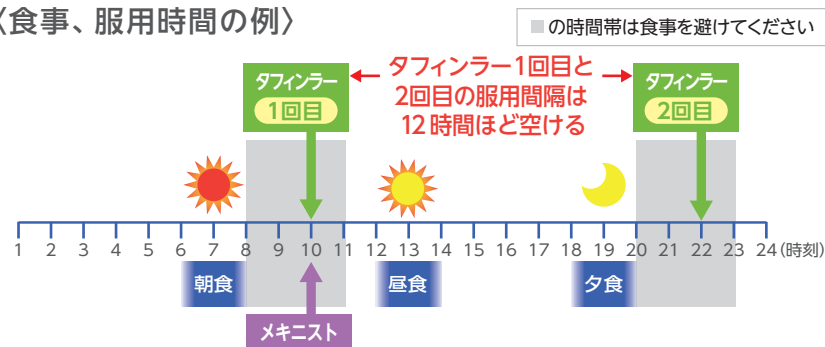 〈食事、服用時間の例〉
の時間帯は食事を避けてください
タフィンラー
1回目
タフィンラー1回目と
2回目の服用間隔は
12時間ほど空ける
タフィンラー
2回目
1 2 3 4 5 6 7 8 9 10 11 12 13 14 15 16 17 18 19 20 21 22 23 24(時刻)
朝食
昼食
夕食
メキニスト